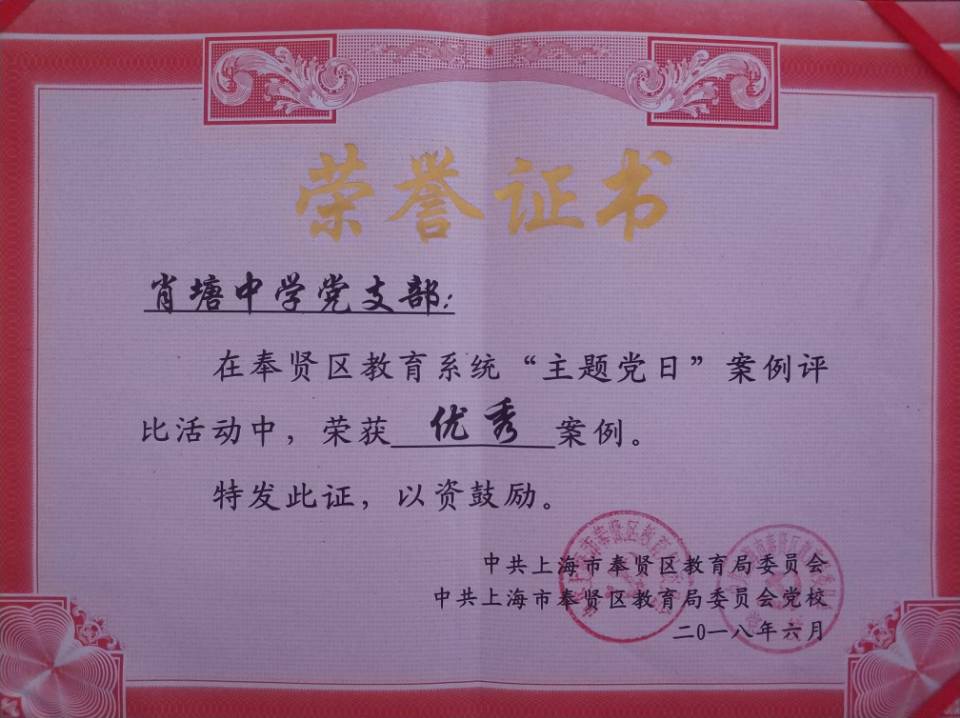 荣誉证书
肖塘中学党支部:
在奉贤区教育系统“主题党日”案例评
比活动中，荣获 优秀 案例。
特发此证，以资鼓励。
中共上海市奉贤区教育局委员会
中共上海市奉贤区教育局委员会党校
二〇一八年六月